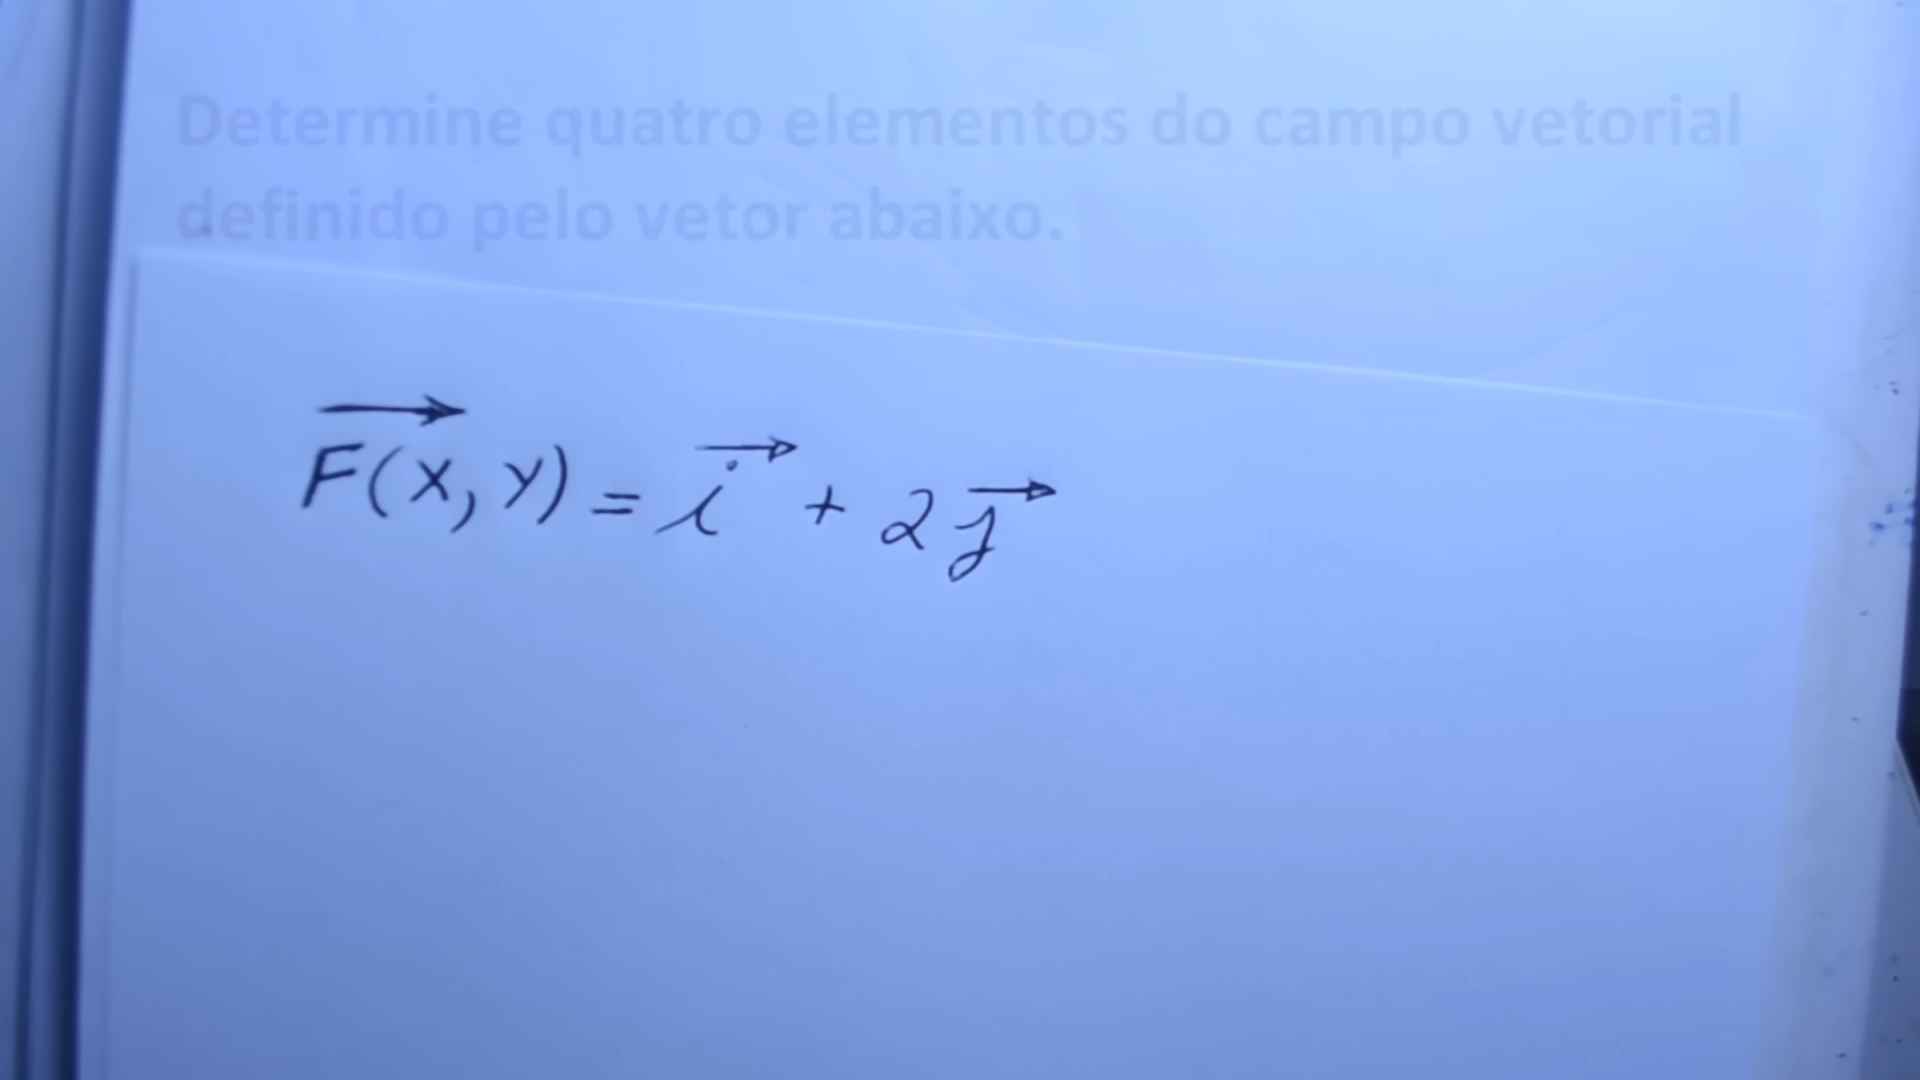 Determine quatro elementos do campo vetorial
definido pelo vetor abaixo.
F(x, y) = i + 2j